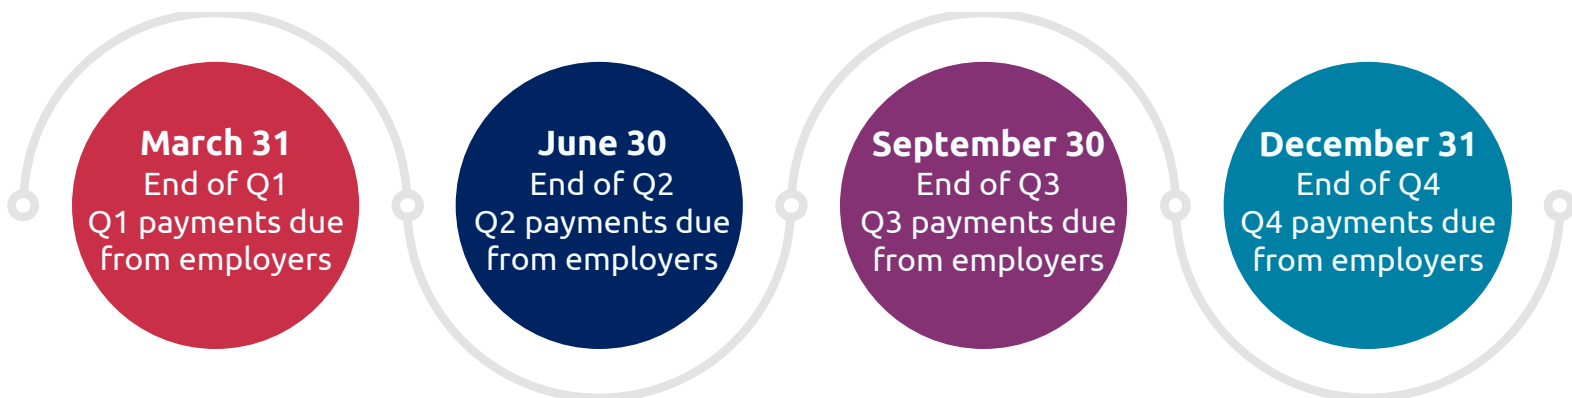 March 31
End of Q1
Q1 payments due
from employers
June 30
End of Q2
Q2 payments due
from employers
September 30
End of Q3
Q3 payments due
from employers
December 31
End of Q4
Q4 payments due
from employers